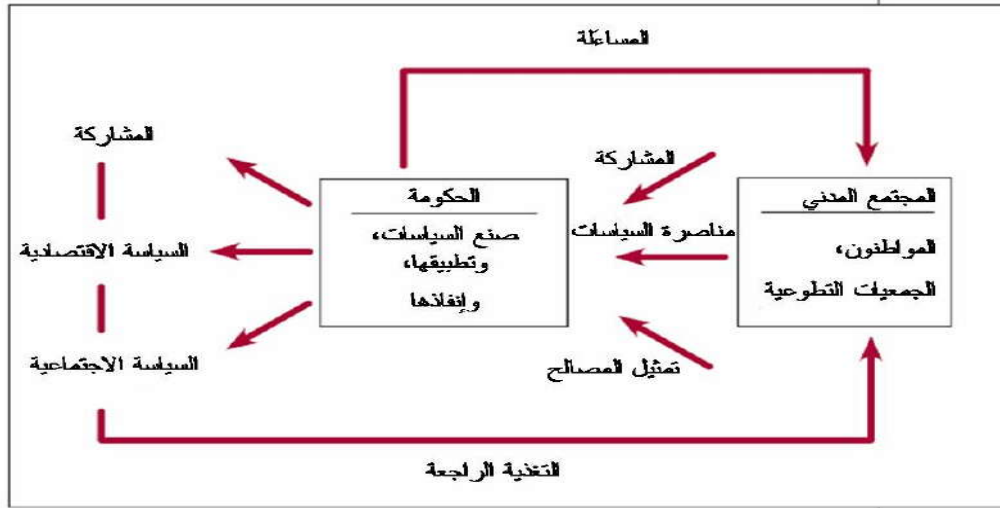 المساءلة
المشاركة
المشاركة
المجتمع المدني
الحكومة
مناصرة السياسات
صنع السياسات،
وتطبيقها،
المواطنون،
السياسة الاقتصادية
الجمعيات التطوعية
وإنفاذها
السياسة الاجتماعية
تمثيل المصالح
التغذية الراجعة